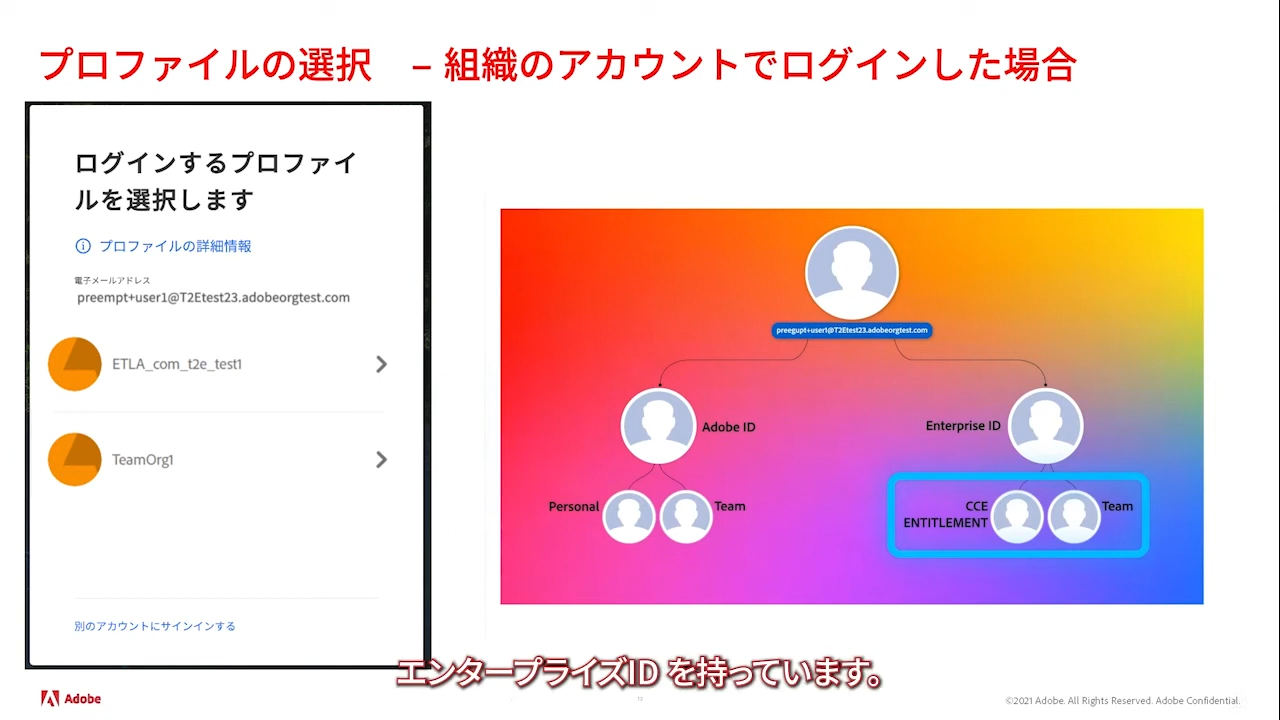 プロファイルの選択 – 組織のアカウントでログインした場合
ログインするプロファイ
ルを選択します
プロファイルの詳細情報
電子メールアドレス
preempt+user1@T2Etest23.adobeorgtest.com
ETLA_com_t2e_test1
TeamOrg1
別のアカウントにサインインする
preegupt+user1@T2Etest23.adobeorgtest.com
Adobe ID
Enterprise ID
Personal
Team
CCE
ENTITLEMENT
Team
エンタープライズID を持っています。
Adobe
©2021 Adobe. All Rights Reserved. Adobe Confidential.